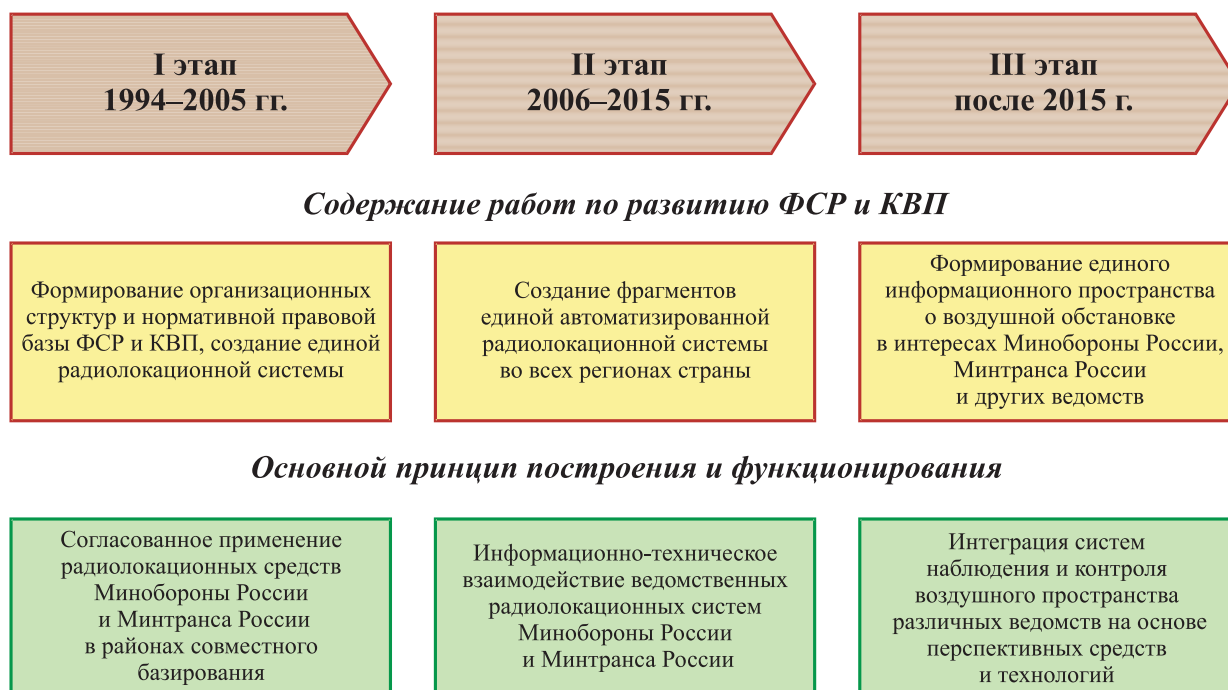 I этап
1994–2005 гг.
II этап
2006–2015 гг.
III этап
после 2015 г.
Содержание работ по развитию ФСР и КВП
Формирование организационных
структур и нормативной правовой
базы ФСР и КВП, создание единой
радиолокационной системы
Создание фрагментов
единой автоматизированной
радиолокационной системы
во всех регионах страны
Формирование единого
информационного пространства
о воздушной обстановке
в интересах Минобороны России,
Минтранса России
и других ведомств
Основной принцип построения и функционирования
Согласованное применение
радиолокационных средств
Минобороны России
и Минтранса России
в районах совместного
базирования
Информационно-техническое
взаимодействие ведомственных
радиолокационных систем
Минобороны России
и Минтранса России
Интеграция систем
наблюдения и контроля
воздушного пространства
различных ведомств на основе
перспективных средств
и технологий